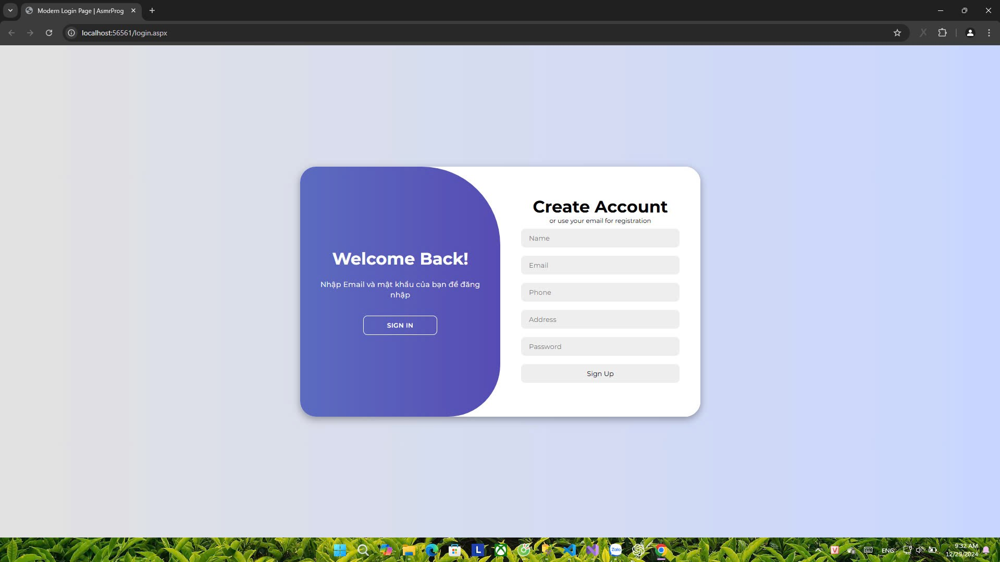 Modern Login Page | AsmrProg
localhost:56561/login.aspx
Welcome Back!
Nhập Email và mật khẩu của bạn để đăng
nhập
SIGN IN
Create Account
or use your email for registration
Name
Email
Phone
Address
Password
Sign Up
L
Zalo
V
ENG
9:32 AM
12/25/2024